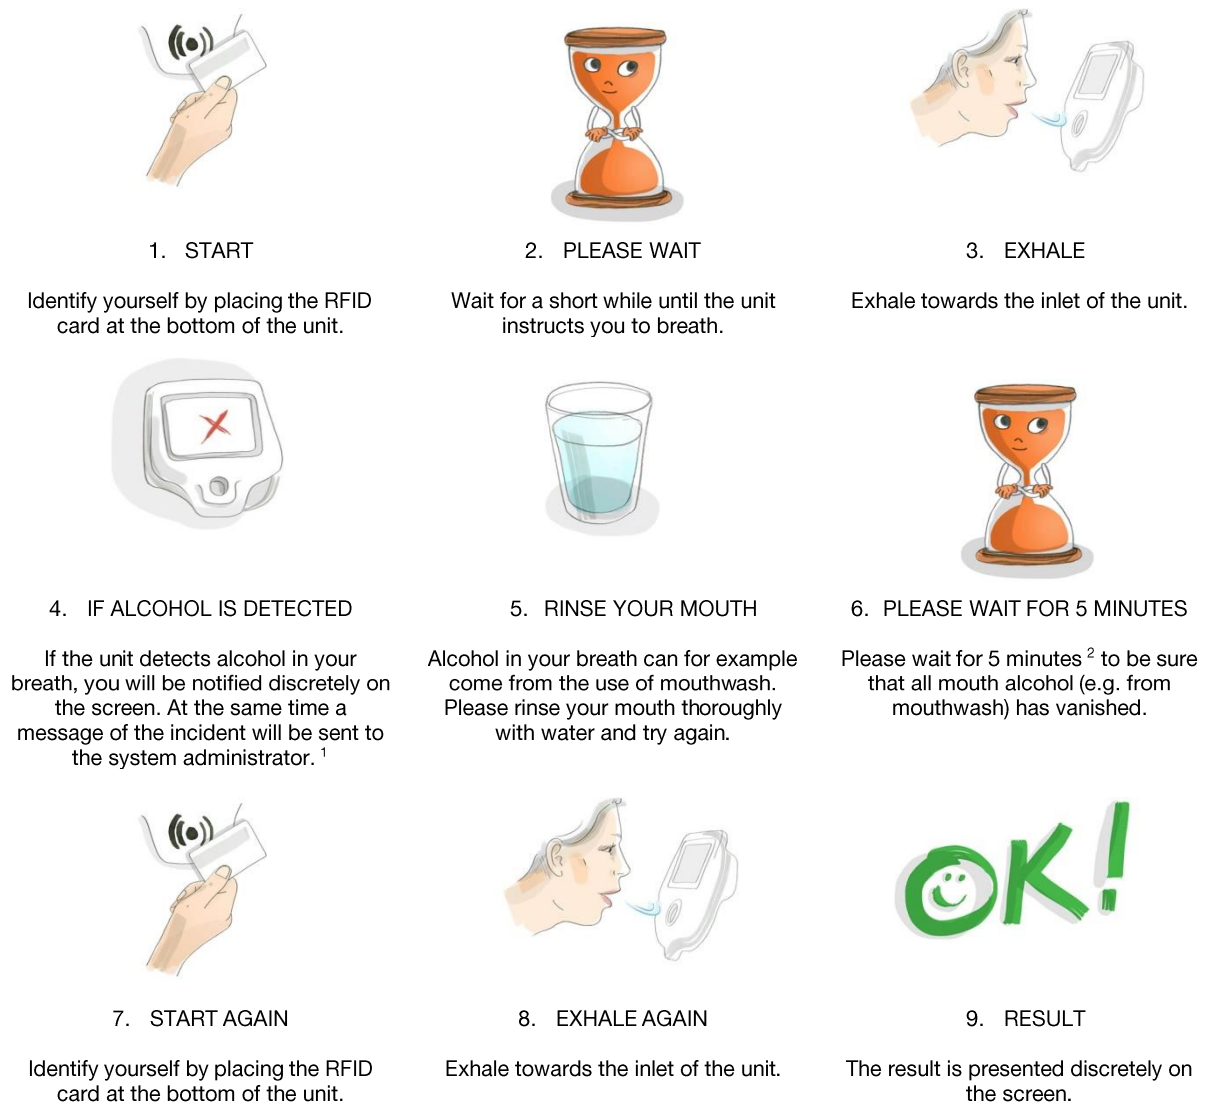 1. START
Identify yourself by placing the RFID
card at the bottom of the unit.
2. PLEASE WAIT
Wait for a short while until the unit
instructs you to breath.
3. EXHALE
Exhale towards the inlet of the unit.
4. IF ALCOHOL IS DETECTED
If the unit detects alcohol in your
breath, you will be notified discretely on
the screen. At the same time a
message of the incident will be sent to
the system administrator. 1
5. RINSE YOUR MOUTH
Alcohol in your breath can for example
come from the use of mouthwash.
Please rinse your mouth thoroughly
with water and try again.
6. PLEASE WAIT FOR 5 MINUTES
Please wait for 5 minutes 2 to be sure
that all mouth alcohol (e.g. from
mouthwash) has vanished.
7. START AGAIN
Identify yourself by placing the RFID
card at the bottom of the unit.
8. EXHALE AGAIN
Exhale towards the inlet of the unit.
OK!
9. RESULT
The result is presented discretely on
the screen.